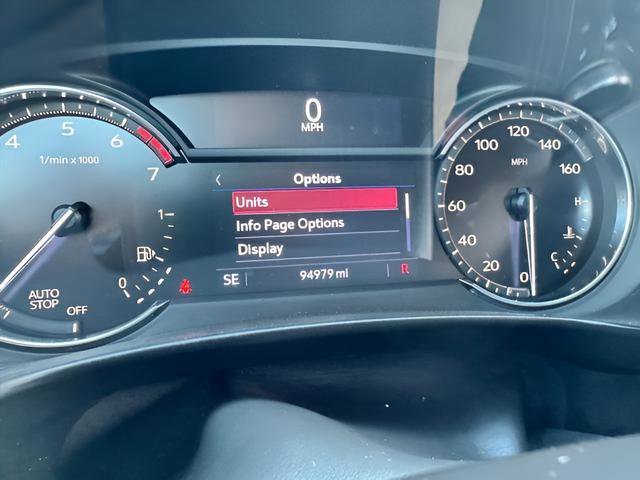 0
MPH
4 5 6 7
1/min x 1000
1
0
AUTO
STOP
OFF
‹ Options
Units
Info Page Options
Display
SE 94979 mi R
0 20 40 60 80 100 120 140 160
MPH
H
C